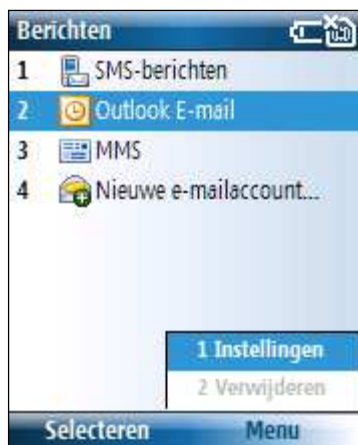 Berichten
1 SMS-berichten
2 Outlook E-mail
3 MMS
4 Nieuwe e-mailaccount...
1 Instellingen
2 Verwijderen
Selecteren Menu